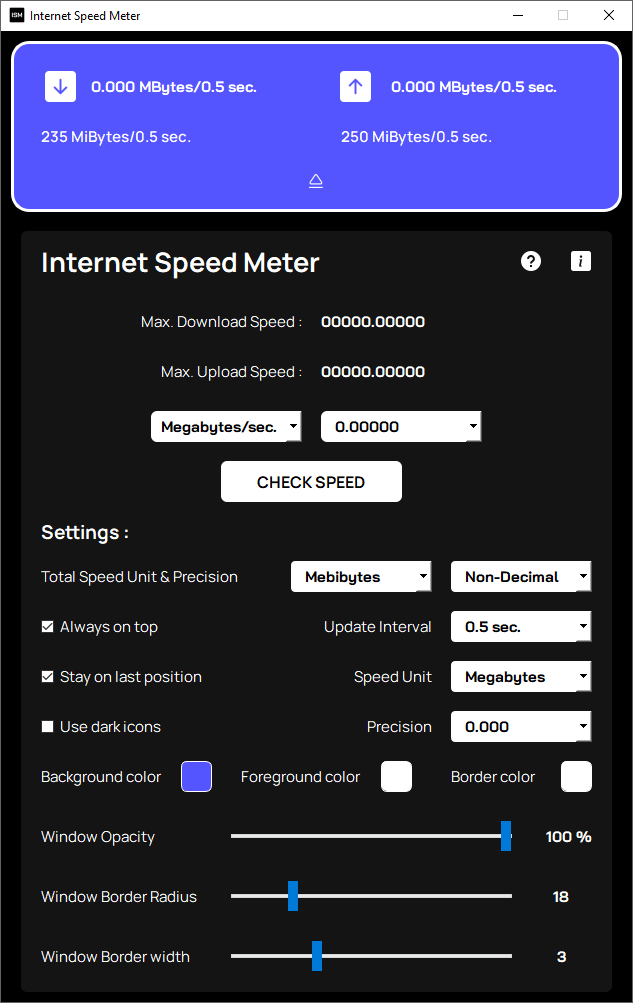 ISM Internet Speed Meter
0.000 MBytes/0.5 sec. 0.000 MBytes/0.5 sec.
235 MiBytes/0.5 sec. 250 MiBytes/0.5 sec.
Internet Speed Meter ? i
Max. Download Speed : 00000.00000
Max. Upload Speed : 00000.00000
Megabytes/sec. 0.00000
CHECK SPEED
Settings :
Total Speed Unit & Precision Mebibytes Non-Decimal
Always on top Update Interval 0.5 sec.
Stay on last position Speed Unit Megabytes
Use dark icons Precision 0.000
Background color Foreground color Border color
Window Opacity 100 %
Window Border Radius 18
Window Border width 3